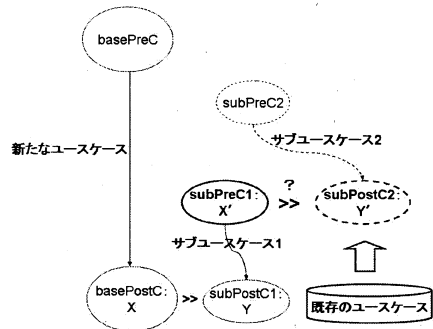 basePreC
subPreC2
新たなユースケース
サブユースケース2
?
subPreC1:
X'
>>
subPostC2:
Y'
サブユースケース1
basePostC:
X
>>
subPostC1:
Y
既存のユースケース